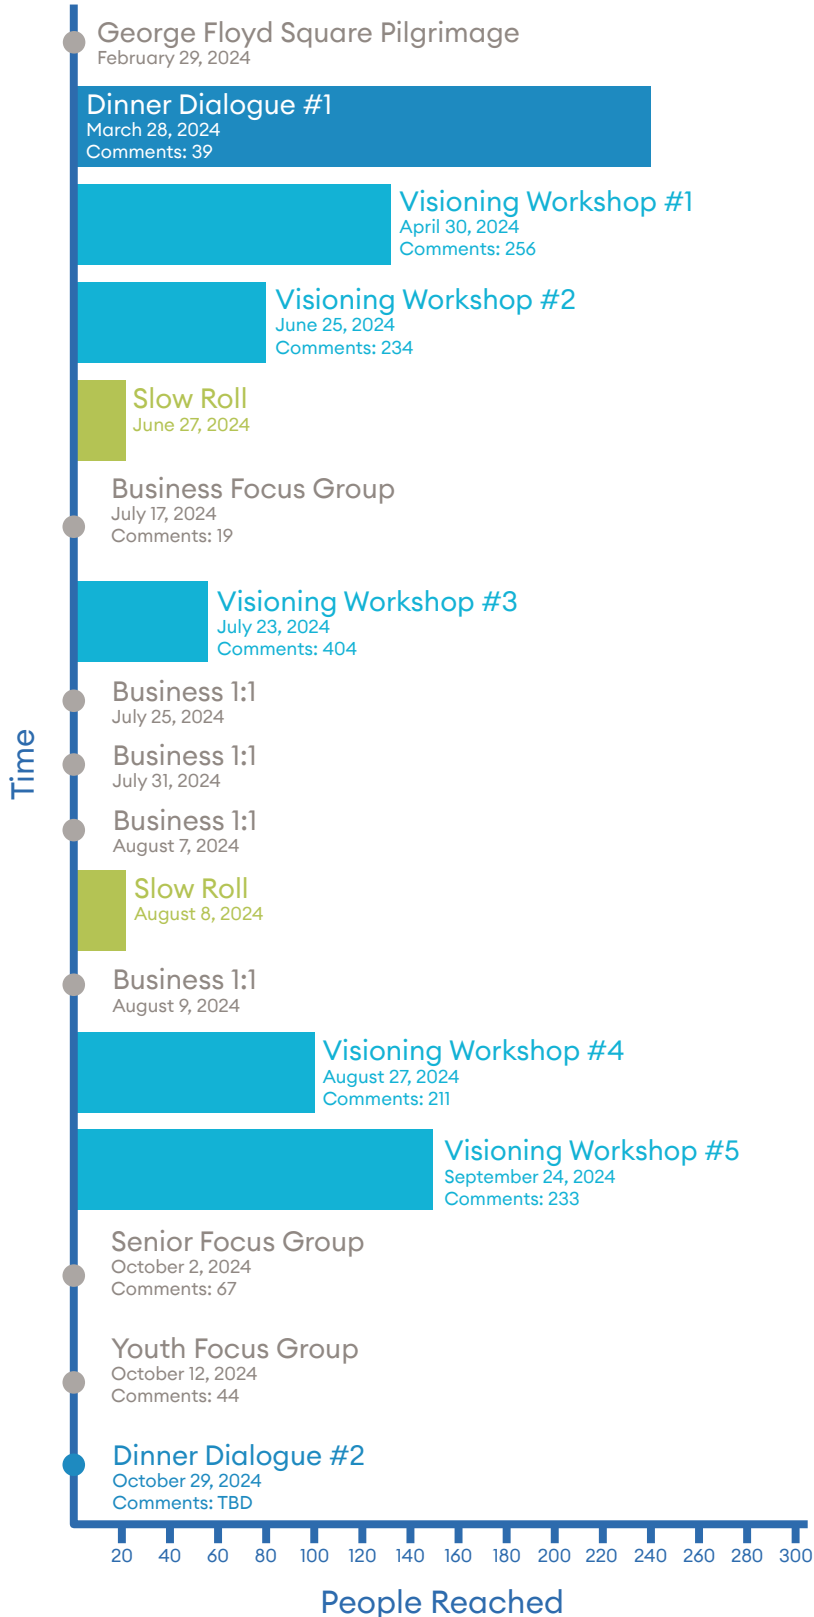 George Floyd Square Pilgrimage
February 29, 2024
Dinner Dialogue #1
March 28, 2024
Comments: 39
Visioning Workshop #1
April 30, 2024
Comments: 256
Visioning Workshop #2
June 25, 2024
Comments: 234
Slow Roll
June 27, 2024
Business Focus Group
July 17, 2024
Comments: 19
Visioning Workshop #3
July 23, 2024
Comments: 404
Business 1:1
July 25, 2024
Time
Business 1:1
July 31, 2024
Business 1:1
August 7, 2024
Slow Roll
August 8, 2024
Business 1:1
August 9, 2024
Visioning Workshop #4
August 27, 2024
Comments: 211
Visioning Workshop #5
September 24, 2024
Comments: 233
Senior Focus Group
October 2, 2024
Comments: 67
Youth Focus Group
October 12, 2024
Comments: 44
Dinner Dialogue #2
October 29, 2024
Comments: TBD
20 40 60 80 100 120 140 160 180 200 220 240 260 280 300
People Reached